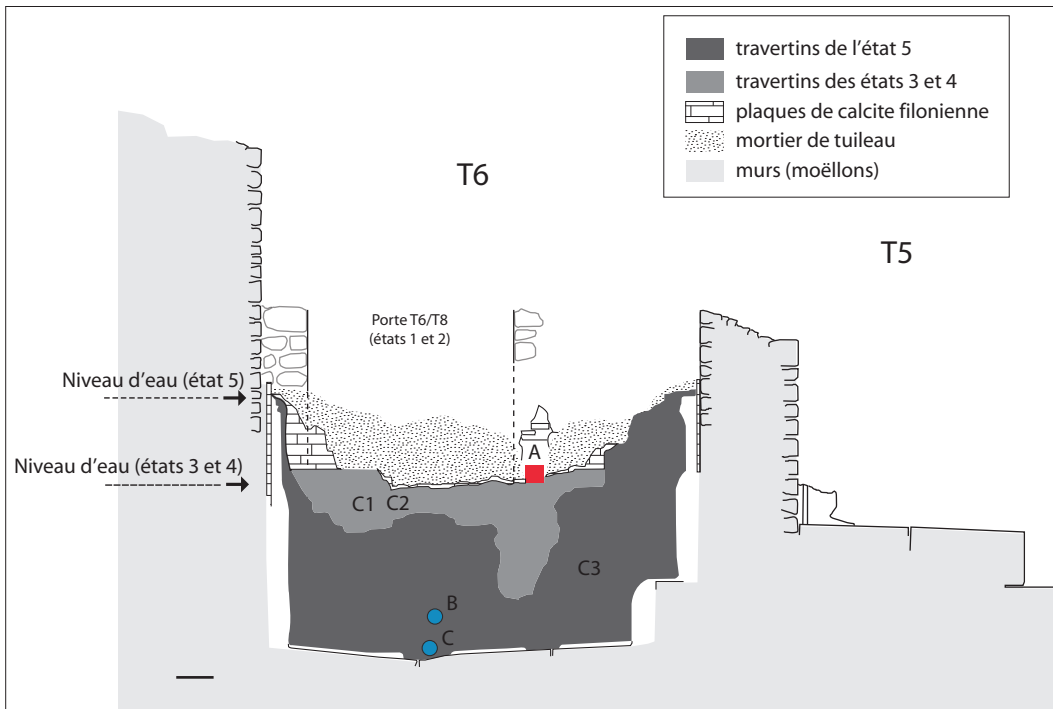 travertins de l'état 5
travertins des états 3 et 4
plaques de calcite filonienne
mortier de tuileau
murs (moëllons)
T6
T5
Porte T6/T8
(états 1 et 2)
Niveau d'eau (état 5)
Niveau d'eau (états 3 et 4)
A
C1
C2
C3
B
C